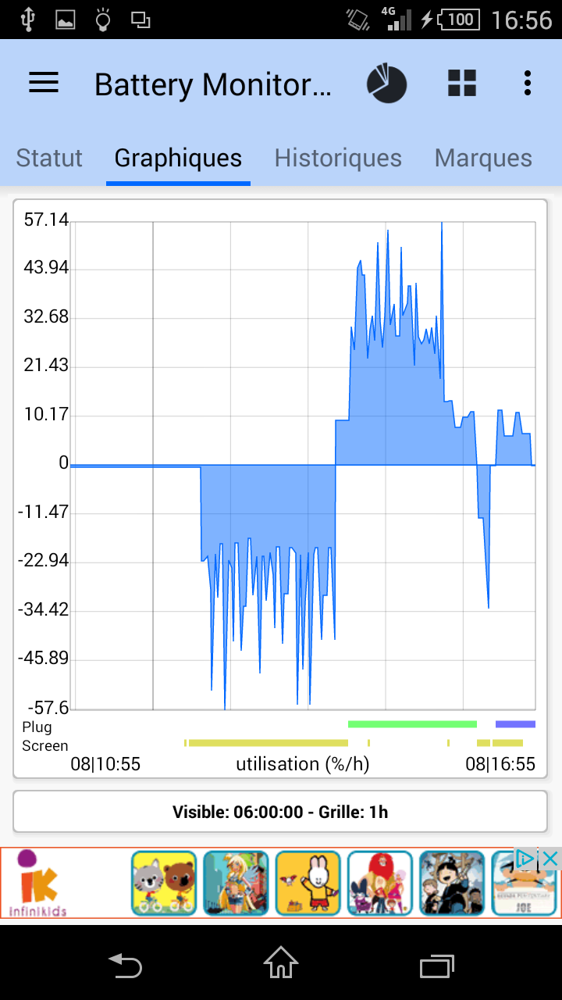 4G 100 16:56
Battery Monitor...
Statut Graphiques Historiques Marques
57.14
43.94
32.68
21.43
10.17
0
-11.47
-22.94
-34.42
-45.89
-57.6
Plug
Screen
08|10:55 utilisation (%/h) 08|16:55
Visible: 06:00:00 - Grille: 1h
iK
infinikids
JOE